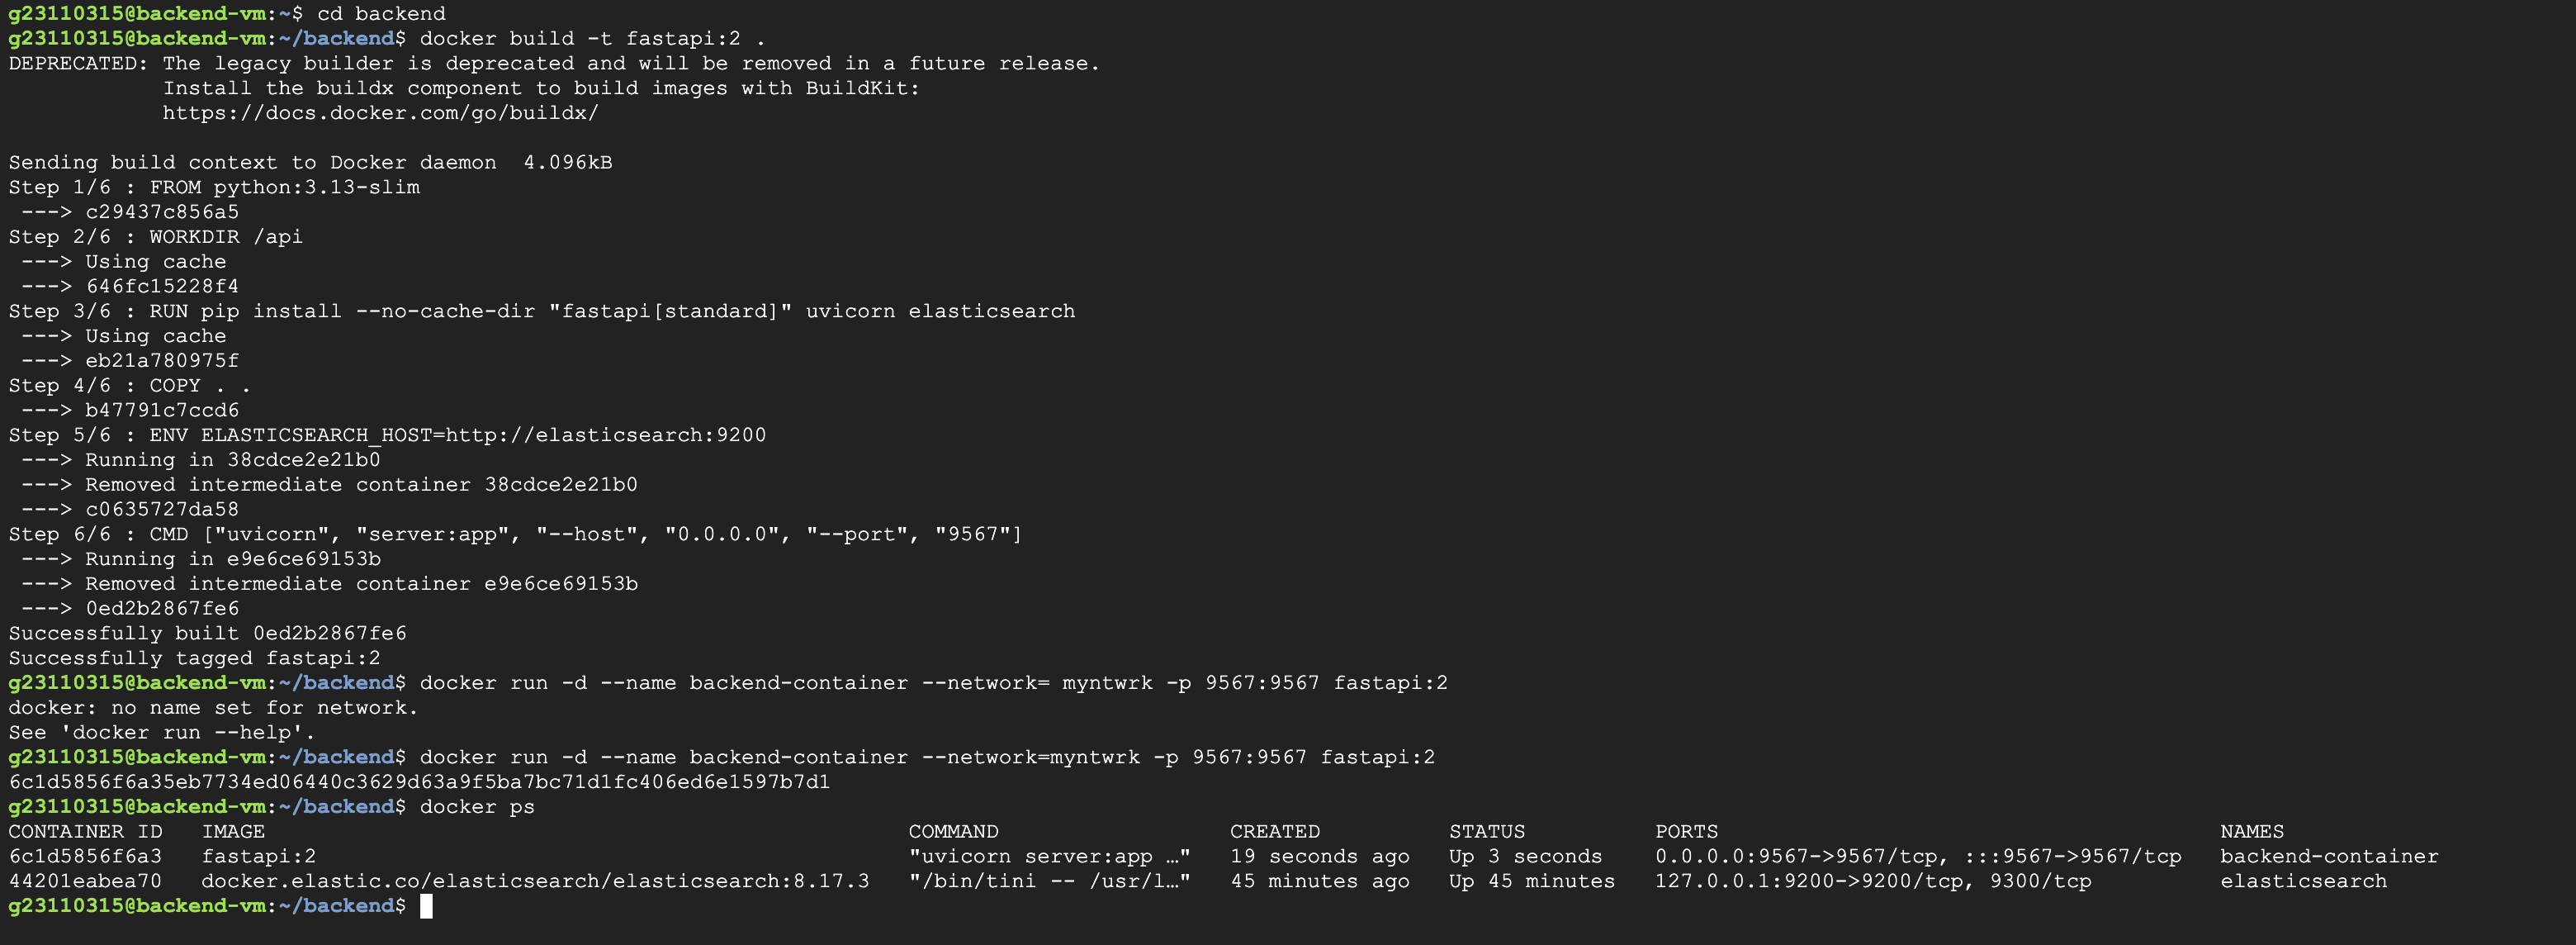 g23110315@backend-vm:~$ cd backend
g23110315@backend-vm:~/backend$ docker build -t fastapi:2 .
DEPRECATED: The legacy builder is deprecated and will be removed in a future release.
            Install the buildx component to build images with BuildKit:
            https://docs.docker.com/go/buildx/

Sending build context to Docker daemon  4.096kB
Step 1/6 : FROM python:3.13-slim
 ---> c29437c856a5
Step 2/6 : WORKDIR /api
 ---> Using cache
 ---> 646fc15228f4
Step 3/6 : RUN pip install --no-cache-dir "fastapi[standard]" uvicorn elasticsearch
 ---> Using cache
 ---> eb21a780975f
Step 4/6 : COPY . .
 ---> b47791c7ccd6
Step 5/6 : ENV ELASTICSEARCH_HOST=http://elasticsearch:9200
 ---> Running in 38cdce2e21b0
 ---> Removed intermediate container 38cdce2e21b0
 ---> c0635727da58
Step 6/6 : CMD ["uvicorn", "server:app", "--host", "0.0.0.0", "--port", "9567"]
 ---> Running in e9e6ce69153b
 ---> Removed intermediate container e9e6ce69153b
 ---> 0ed2b2867fe6
Successfully built 0ed2b2867fe6
Successfully tagged fastapi:2
g23110315@backend-vm:~/backend$ docker run -d --name backend-container --network= myntwrk -p 9567:9567 fastapi:2
docker: no name set for network.
See 'docker run --help'.
g23110315@backend-vm:~/backend$ docker run -d --name backend-container --network=myntwrk -p 9567:9567 fastapi:2
6c1d5856f6a35eb7734ed06440c3629d63a9f5ba7bc71d1fc406ed6e1597b7d1
g23110315@backend-vm:~/backend$ docker ps
CONTAINER ID   IMAGE                                                  COMMAND                  CREATED          STATUS          PORTS                                       NAMES
6c1d5856f6a3   fastapi:2                                              "uvicorn server:app …"   19 seconds ago   Up 3 seconds    0.0.0.0:9567->9567/tcp, :::9567->9567/tcp   backend-container
44201eabea70   docker.elastic.co/elasticsearch/elasticsearch:8.17.3   "/bin/tini -- /usr/l…"   45 minutes ago   Up 45 minutes   127.0.0.1:9200->9200/tcp, 9300/tcp          elasticsearch
g23110315@backend-vm:~/backend$